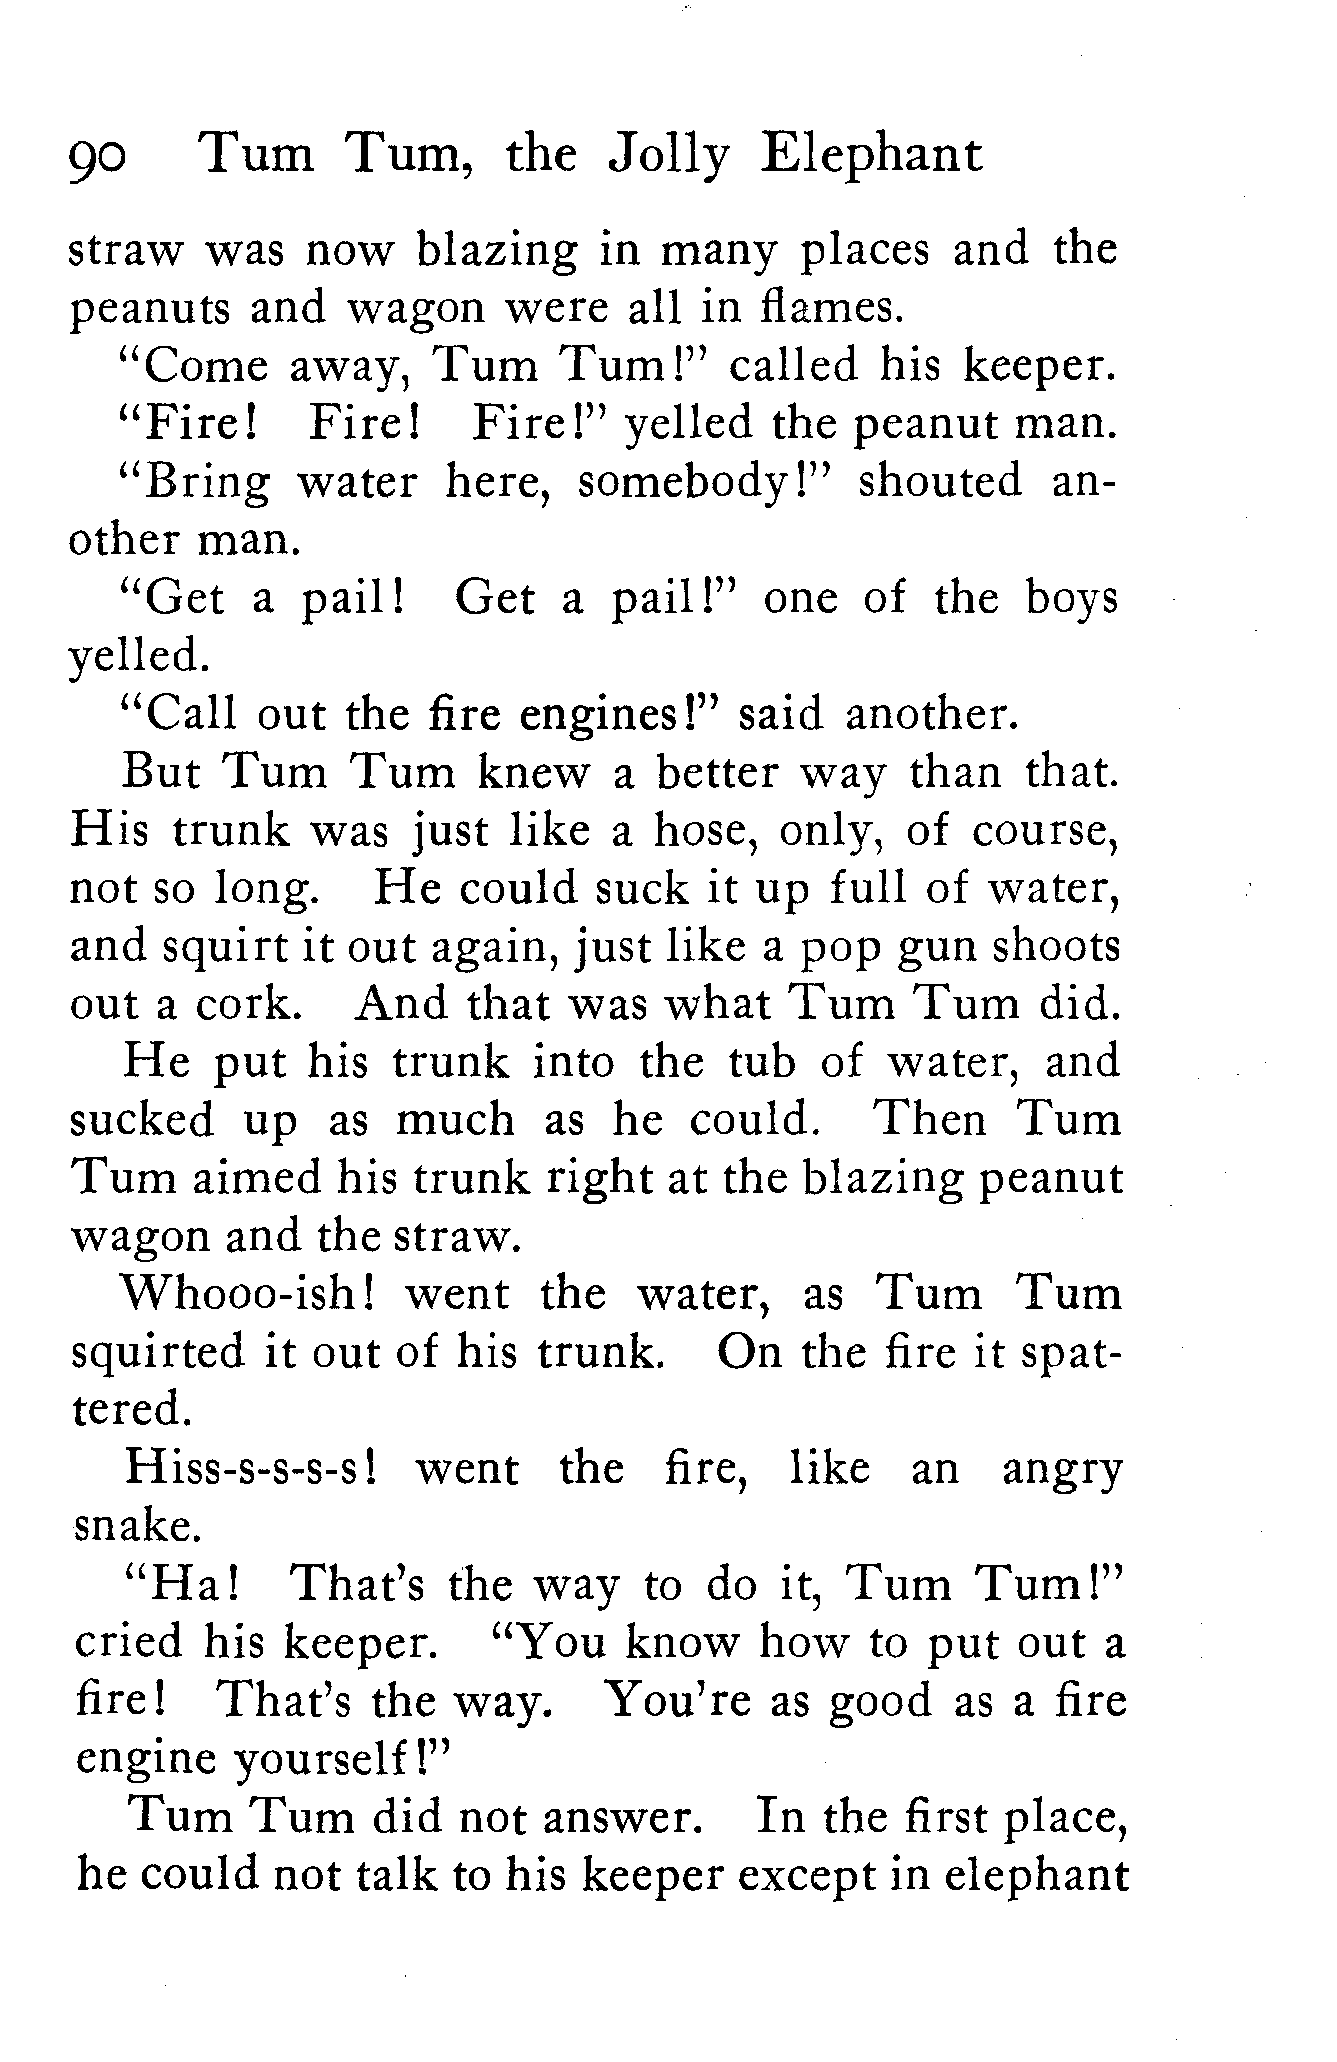 90 Tum Tum, the Jolly Elephant
straw was now blazing in many places and the
peanuts and wagon were all in flames.
“Come away, Tum Tum!” called his keeper.
“Fire! Fire! Fire!” yelled the peanut man.
“Bring water here, somebody!” shouted an-
other man.
“Get a pail! Get a pail!” one of the boys
yelled.
“Call out the fire engines!” said another.
But Tum Tum knew a better way than that.
His trunk was just like a hose, only, of course,
not so long. He could suck it up full of water,
and squirt it out again, just like a pop gun shoots
out a cork. And that was what Tum Tum did.
He put his trunk into the tub of water, and
sucked up as much as he could. Then Tum
Tum aimed his trunk right at the blazing peanut
wagon and the straw.
Whooo-ish! went the water, as Tum Tum
squirted it out of his trunk. On the fire it spat-
tered.
Hiss-s-s-s-s! went the fire, like an angry
snake.
“Ha! That’s the way to do it, Tum Tum!”
cried his keeper. “You know how to put out a
fire! That’s the way. You’re as good as a fire
engine yourself!”
Tum Tum did not answer. In the first place,
he could not talk to his keeper except in elephant